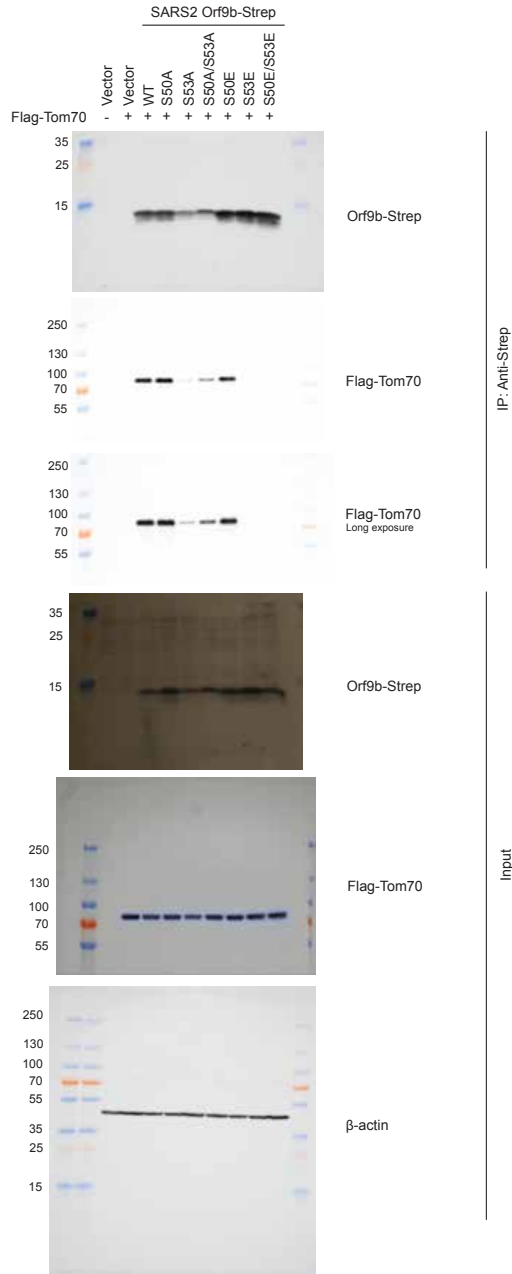 SARS2 Orf9b-Strep
Vector
Vector
WT
S50A
S53A
S50A/S53A
S50E
S53E
S50E/S53E
Flag-Tom70 - + + + + + + + +
35
25
15
Orf9b-Strep
250
130
100
70
55
Flag-Tom70
250
130
100
70
55
Flag-Tom70
Long exposure
IP: Anti-Strep
35
25
15
Orf9b-Strep
250
130
100
70
55
Flag-Tom70
250
130
100
70
55
35
25
15
β-actin
Input